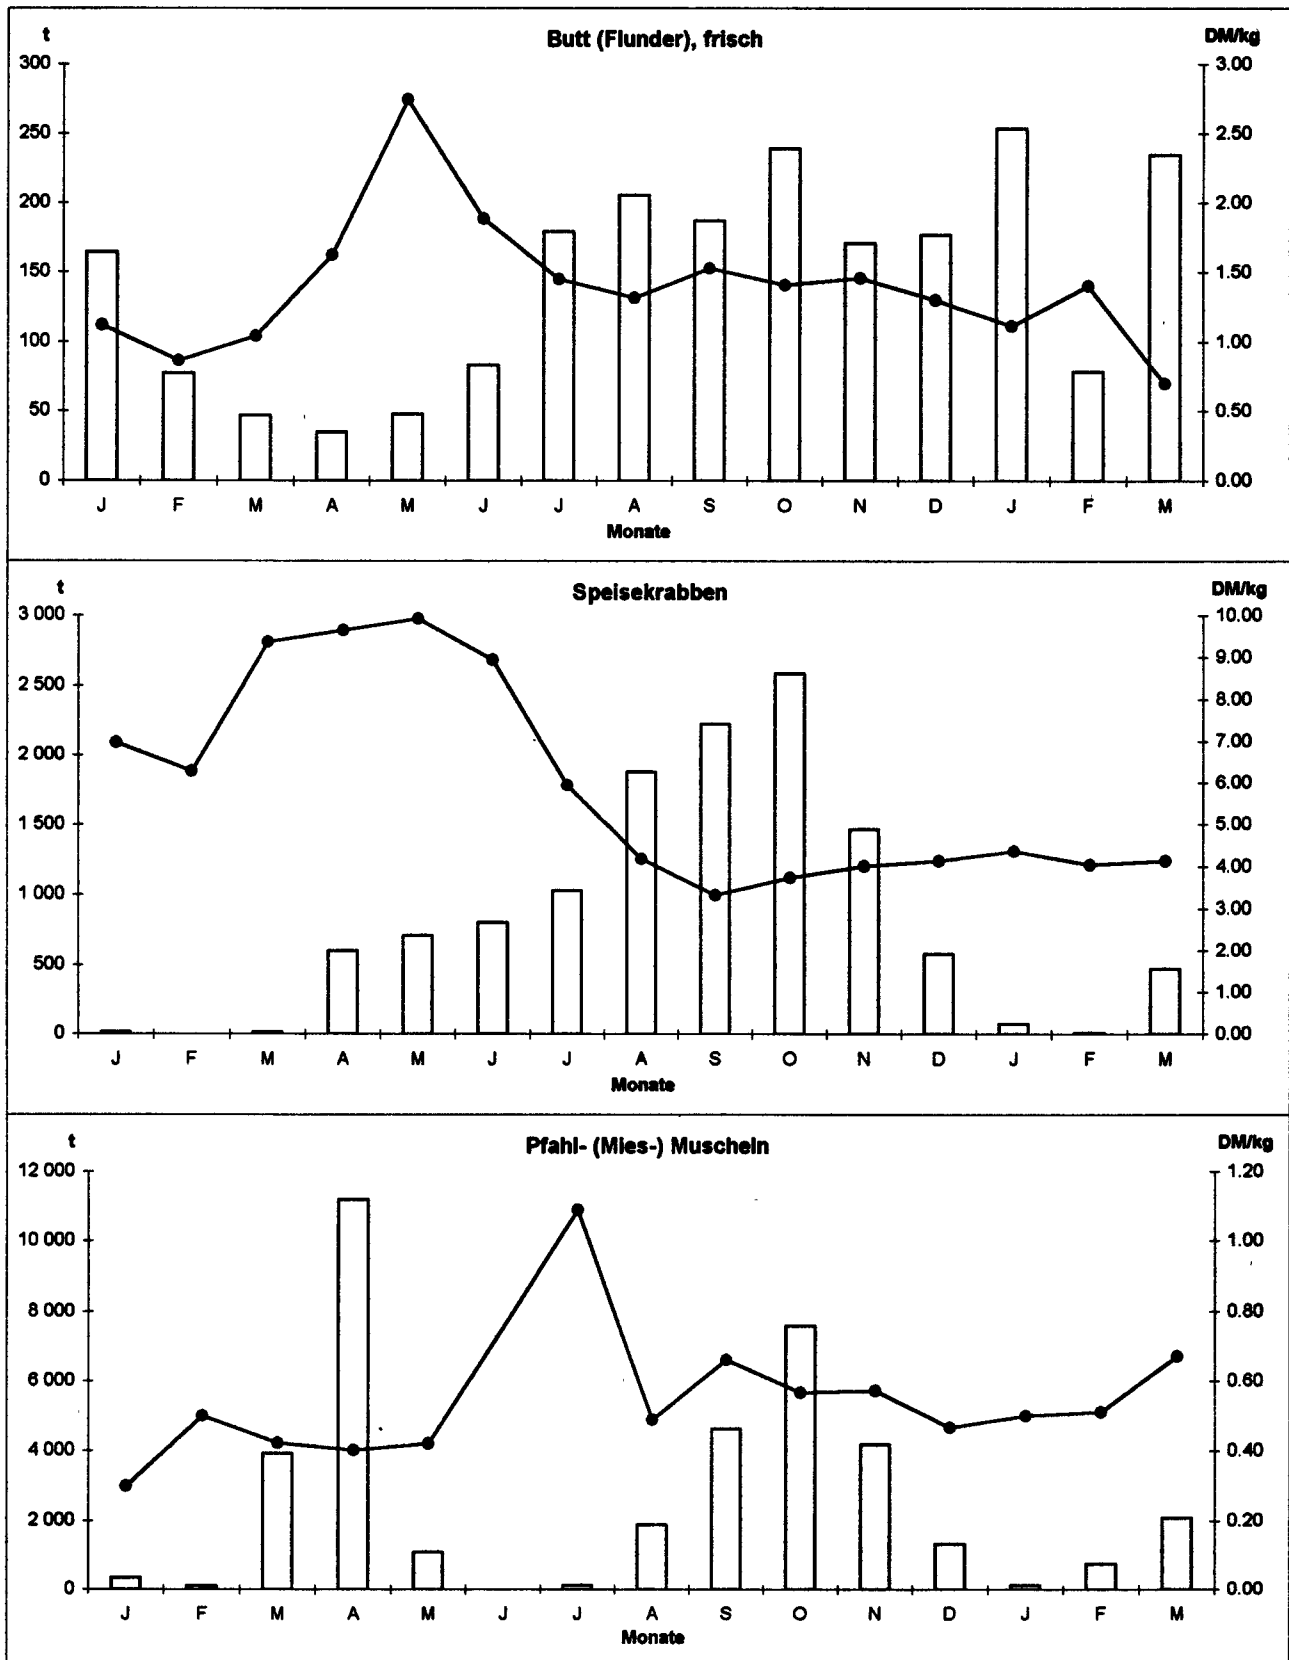 t Butt (Flunder), frisch DM/kg
300 3.00
250 2.50
200 2.00
150 1.50
100 1.00
50 0.50
0 0.00
J F M A M J J A S O N D J F M
Monate
t Speisekrabben DM/kg
3 000 10.00
9.00
2 500 8.00
7.00
2 000 6.00
1 500 5.00
4.00
1 000 3.00
2.00
500 1.00
0 0.00
J F M A M J J A S O N D J F M
Monate
t Pfahl- (Mies-) Muscheln DM/kg
12 000 1.20
10 000 1.00
8 000 0.80
6 000 0.60
4 000 0.40
2 000 0.20
0 0.00
J F M A M J J A S O N D J F M
Monate